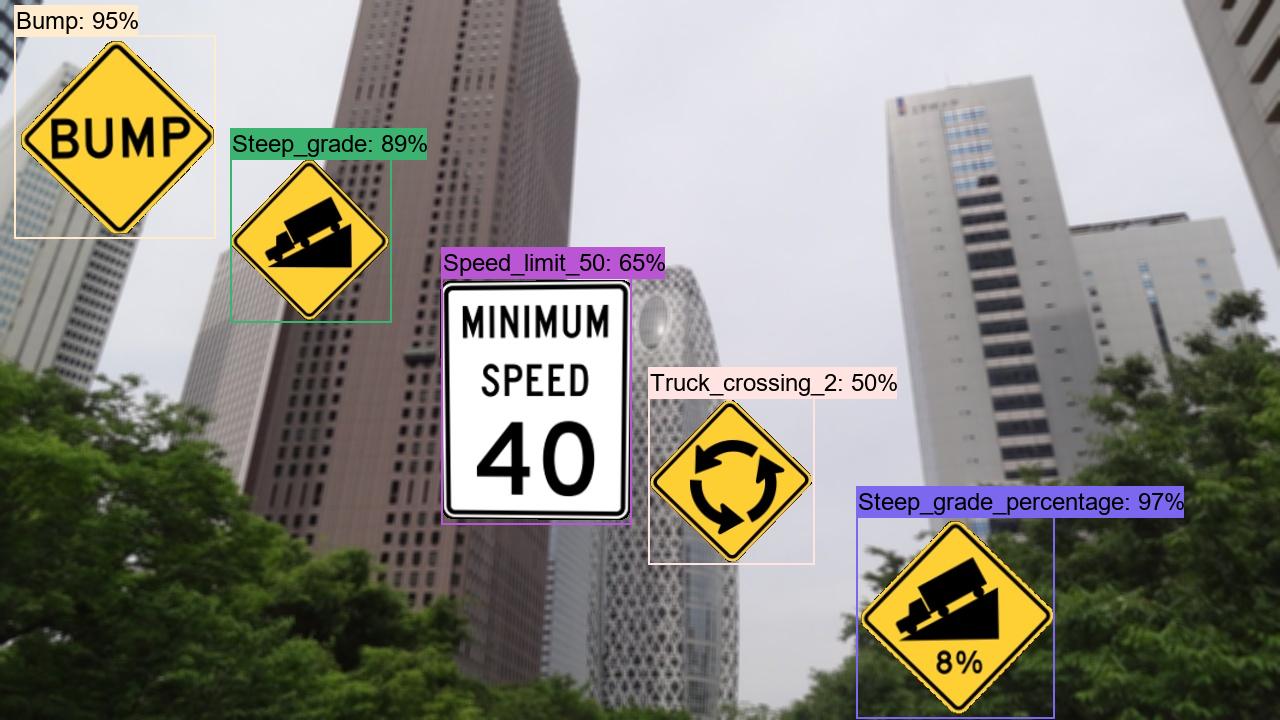 Bump: 95%
BUMP
Steep_grade: 89%
Speed_limit_50: 65%
MINIMUM
SPEED
40
Truck_crossing_2: 50%
Steep_grade_percentage: 97%
8%